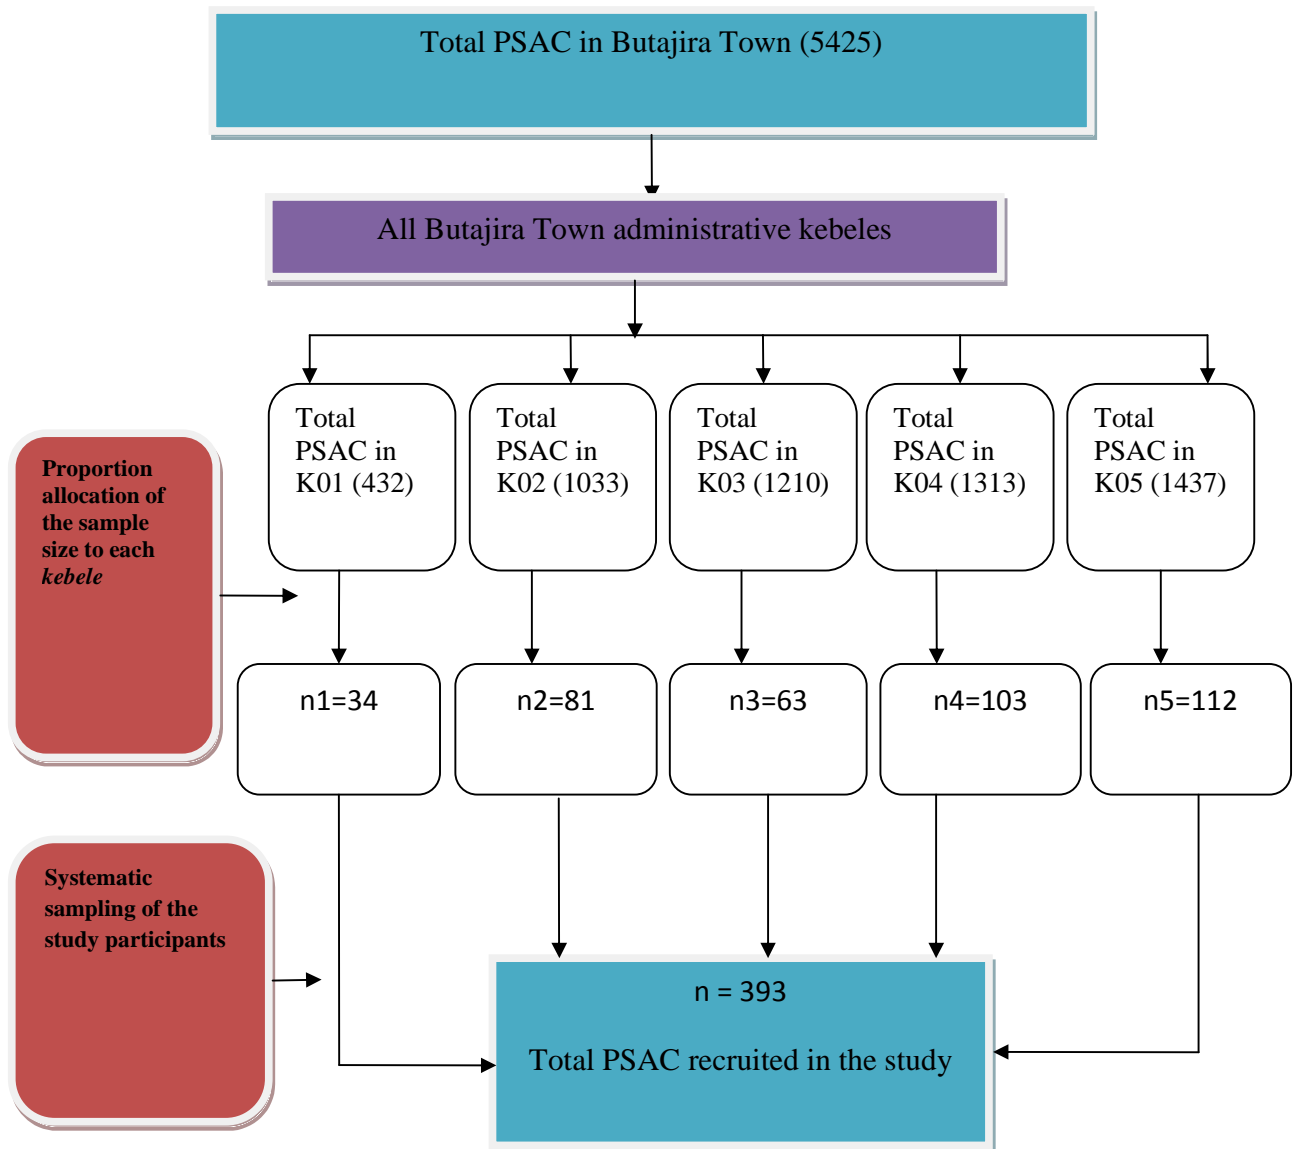 Total PSAC in Butajira Town (5425)
All Butajira Town administrative kebeles
Total
PSAC in
K01 (432)
Total
PSAC in
K02 (1033)
Total
PSAC in
K03 (1210)
Total
PSAC in
K04 (1313)
Total
PSAC in
K05 (1437)
Proportion
allocation of
the sample
size to each
kebele
n1=34
n2=81
n3=63
n4=103
n5=112
Systematic
sampling of the
study participants
n = 393
Total PSAC recruited in the study